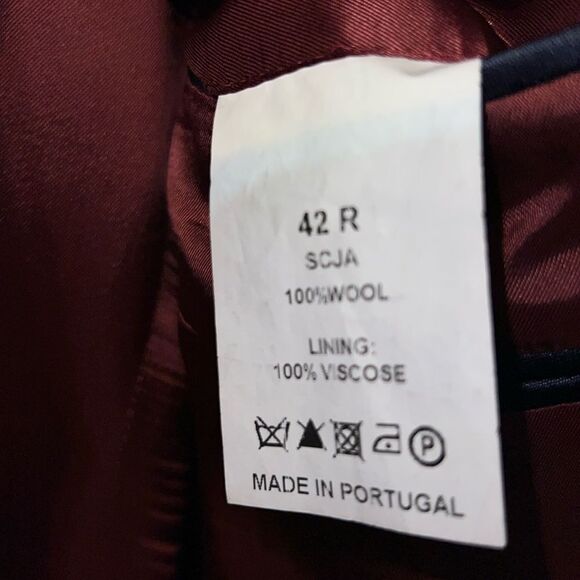 42 R
SCJA
100%WOOL
LINING:
100% VISCOSE
P
MADE IN PORTUGAL